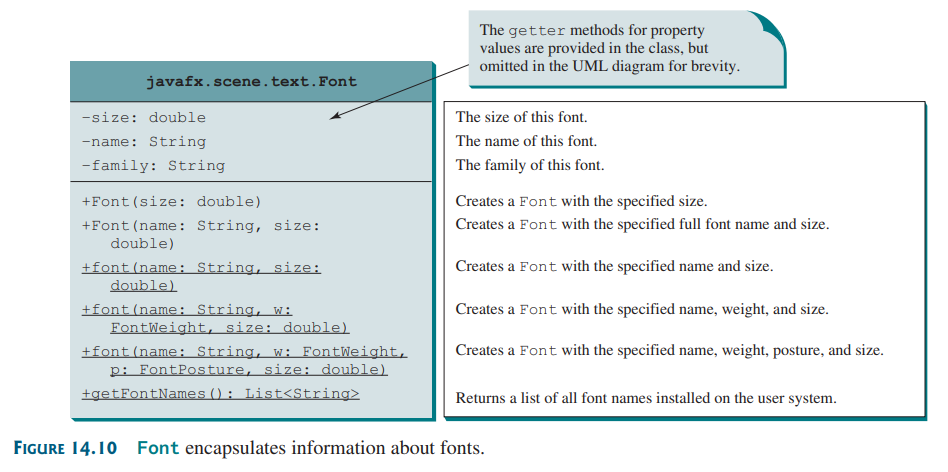 The getter methods for property
values are provided in the class, but
omitted in the UML diagram for brevity.
javafx.scene.text.Font
-size: double
The size of this font.
-name: String
The name of this font.
-family: String
The family of this font.
+Font(size: double)
Creates a Font with the specified size.
+Font(name: String, size:
double)
Creates a Font with the specified full font name and size.
+font(name: String, size:
double)
Creates a Font with the specified name and size.
+font(name: String, w:
FontWeight, size: double)
Creates a Font with the specified name, weight, and size.
+font(name: String, w: FontWeight,
p: FontPosture, size: double)
Creates a Font with the specified name, weight, posture, and size.
+getFontNames(): List<String>
Returns a list of all font names installed on the user system.
FIGURE 14.10 Font encapsulates information about fonts.